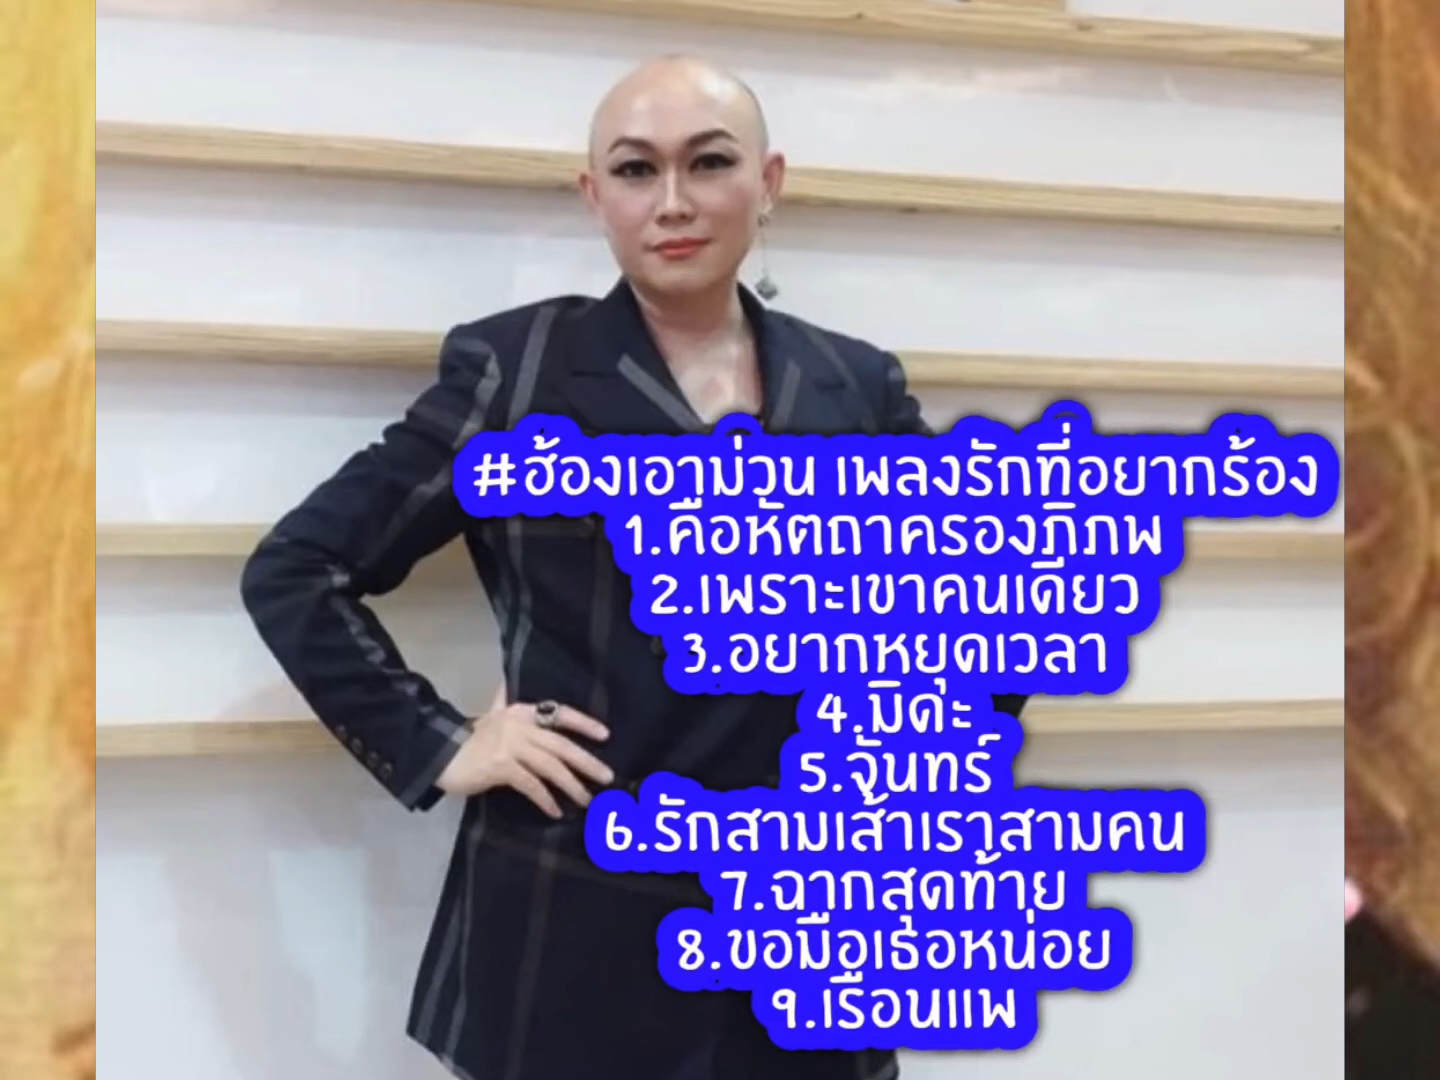 #ฮ้องเอาม่วน เพลงรักที่อยากร้อง
1.คือหัตถาครองภิภพ
2.เพราะเขาคนเดียว
3.อยากหยุดเวลา
4.มิคะ
5.จันทร์
6.รักสามเส้าเราสามคน
7.ฉากสุดท้าย
8.ขอมือเธอหน่อย
9.เรือนแพ